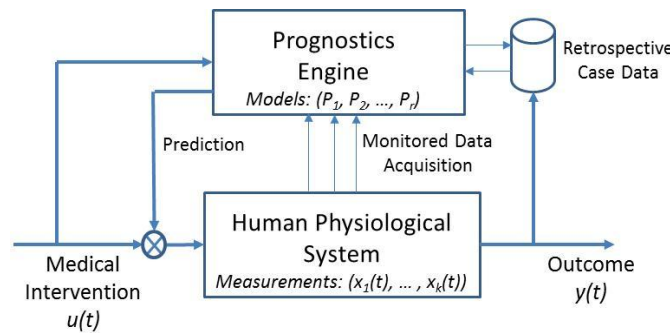 Prognostics
Engine
Models: (P1, P2, ..., Pr)
Retrospective
Case Data
Prediction
Monitored Data
Acquisition
Human Physiological
System
Measurements: (x1(t), ... , xk(t))
Medical
Intervention
u(t)
Outcome
y(t)